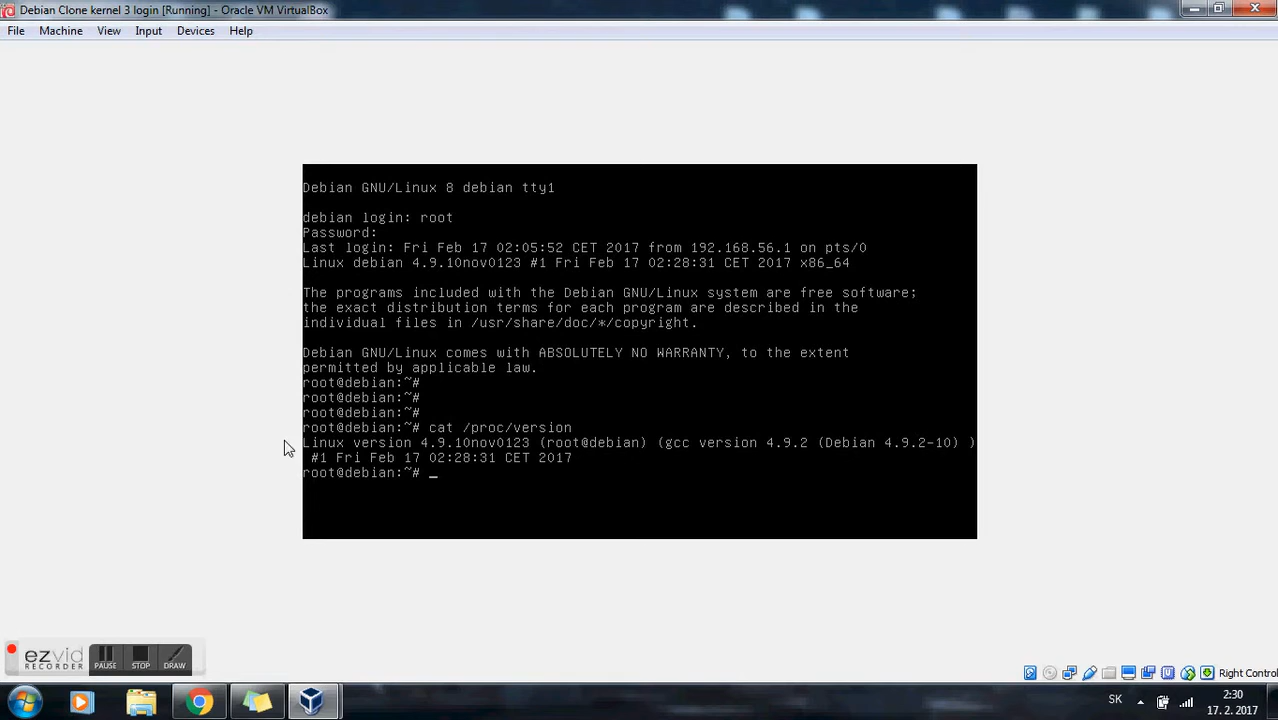 Debian Clone kernel 3 login [Running] - Oracle VM VirtualBox
File Machine View Input Devices Help
Debian GNU/Linux 8 debian tty1
debian login: root
Password:
Last login: Fri Feb 17 02:05:52 CET 2017 from 192.168.56.1 on pts/0
Linux debian 4.9.10nov0123 #1 Fri Feb 17 02:28:31 CET 2017 x86_64
The programs included with the Debian GNU/Linux system are free software;
the exact distribution terms for each program are described in the
individual files in /usr/share/doc/*/copyright.
Debian GNU/Linux comes with ABSOLUTELY NO WARRANTY, to the extent
permitted by applicable law.
root@debian:~#
root@debian:~#
root@debian:~#
root@debian:~# cat /proc/version
Linux version 4.9.10nov0123 (root@debian) (gcc version 4.9.2 (Debian 4.9.2-10) )
#1 Fri Feb 17 02:28:31 CET 2017
root@debian:~# _
ezvid
RECORDER
PAUSE STOP DRAW
Right Control
SK
2:30
17. 2. 2017